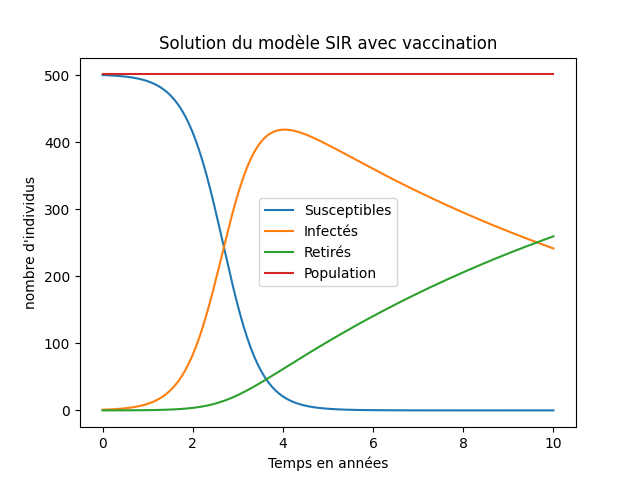 Solution du modèle SIR avec vaccination
nombre d'individus
500
400
300
200
100
0
Susceptibles
Infectés
Retirés
Population
0 2 4 6 8 10
Temps en années